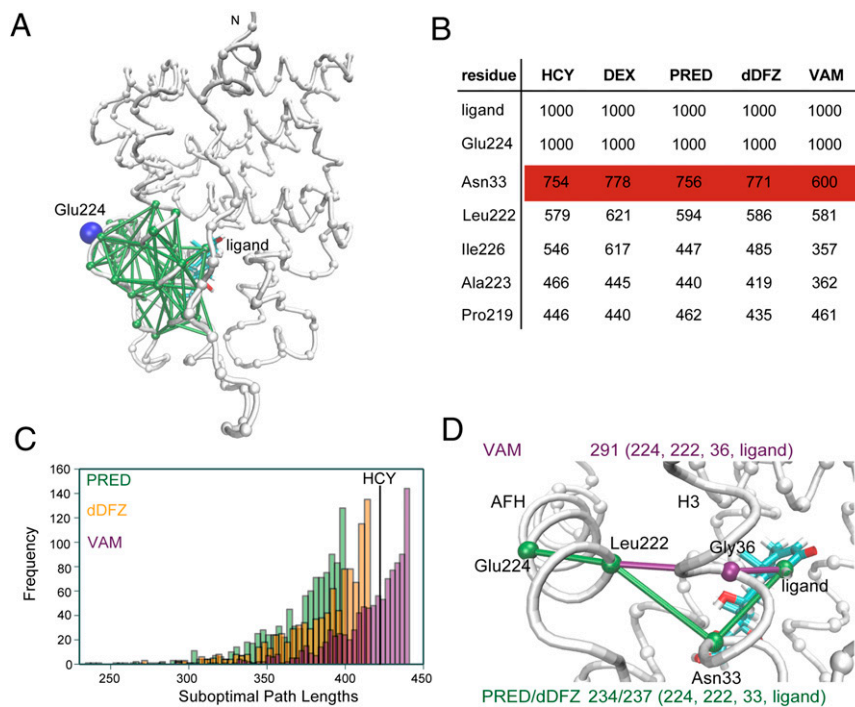 A
N
Glu224
ligand
B
residue HCY DEX PRED dDFZ VAM
ligand 1000 1000 1000 1000 1000
Glu224 1000 1000 1000 1000 1000
Asn33 754 778 756 771 600
Leu222 579 621 594 586 581
Ile226 546 617 447 485 357
Ala223 466 445 440 419 362
Pro219 446 440 462 435 461
C
PRED
dDFZ
VAM
HCY
Frequency
160
140
120
100
80
60
40
20
0
250 300 350 400 450
Suboptimal Path Lengths
D
VAM 291 (224, 222, 36, ligand)
AFH H3
Leu222 Gly36
Glu224
ligand
Asn33
PRED/dDFZ 234/237 (224, 222, 33, ligand)